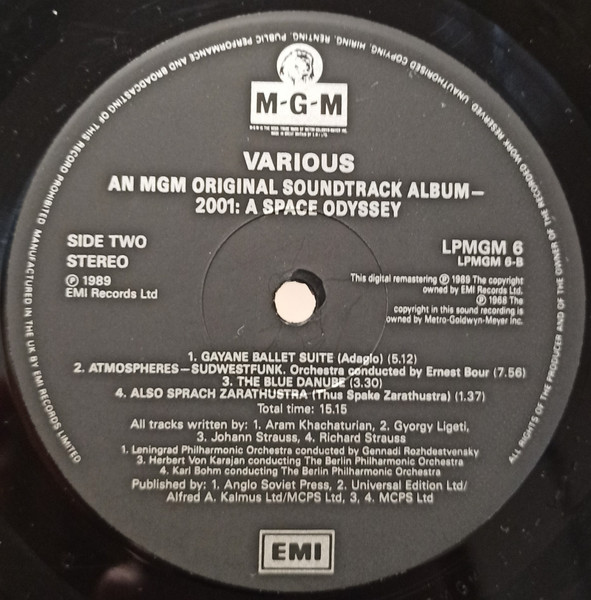 M-G-M
VARIOUS
AN MGM ORIGINAL SOUNDTRACK ALBUM—
2001: A SPACE ODYSSEY
SIDE TWO
STEREO
℗ 1989
EMI Records Ltd
LPMGM 6
LPMGM 6-B
This digital remastering ℗ 1989 The copyright
owned by EMI Records Ltd.
℗ 1968 The
copyright in this sound recording is
owned by Metro-Goldwyn-Meyer Inc.
1. GAYANE BALLET SUITE (Adagio) (5.12)
2. ATMOSPHERES—SUDWESTFUNK. Orchestra conducted by Ernest Bour (7.56)
3. THE BLUE DANUBE (3.30)
4. ALSO SPRACH ZARATHUSTRA (Thus Spake Zarathustra) (1.37)
Total time: 15.15
All tracks written by: 1. Aram Khachaturian, 2. Gyorgy Ligeti,
3. Johann Strauss, 4. Richard Strauss
1. Leningrad Philharmonic Orchestra conducted by Gennadi Rozhdestvensky
3. Herbert Von Karajan conducting The Berlin Philharmonic Orchestra
4. Karl Bohm conducting The Berlin Philharmonic Orchestra
Published by: 1. Anglo Soviet Press, 2. Universal Edition Ltd/
Alfred A. Kalmus Ltd/MCPS Ltd, 3, 4. MCPS Ltd
EMI
ALL RIGHTS OF THE PRODUCER AND OF THE OWNER OF THE RECORDED WORK RESERVED UNAUTHORISED COPYING, HIRING, RENTING, PUBLIC PERFORMANCE AND BROADCASTING OF THIS RECORD PROHIBITED MANUFACTURED IN THE UK BY EMI RECORDS LIMITED